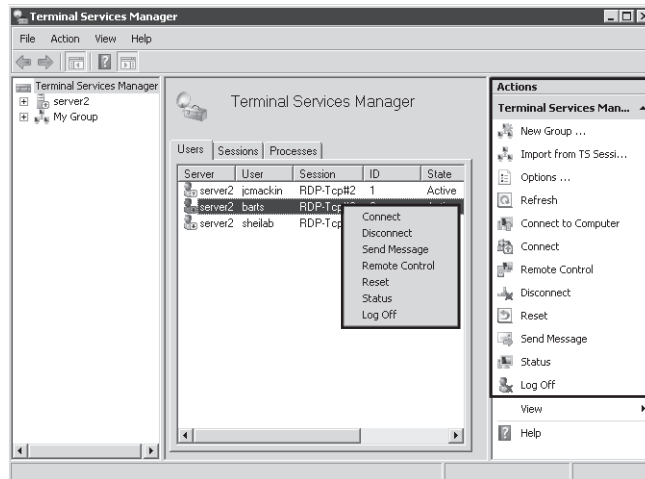 Terminal Services Manager
File Action View Help
Terminal Services Manager
server2
My Group
Terminal Services Manager
Users Sessions Processes
Server User Session ID State
server2 jcmackin RDP-Tcp#2 1 Active
server2 barts
server2 sheilab RDP-Tcp
Connect
Disconnect
Send Message
Remote Control
Reset
Status
Log Off
Actions
Terminal Services Man...
New Group ...
Import from TS Sessi...
Options ...
Refresh
Connect to Computer
Connect
Remote Control
Disconnect
Reset
Send Message
Status
Log Off
View
Help